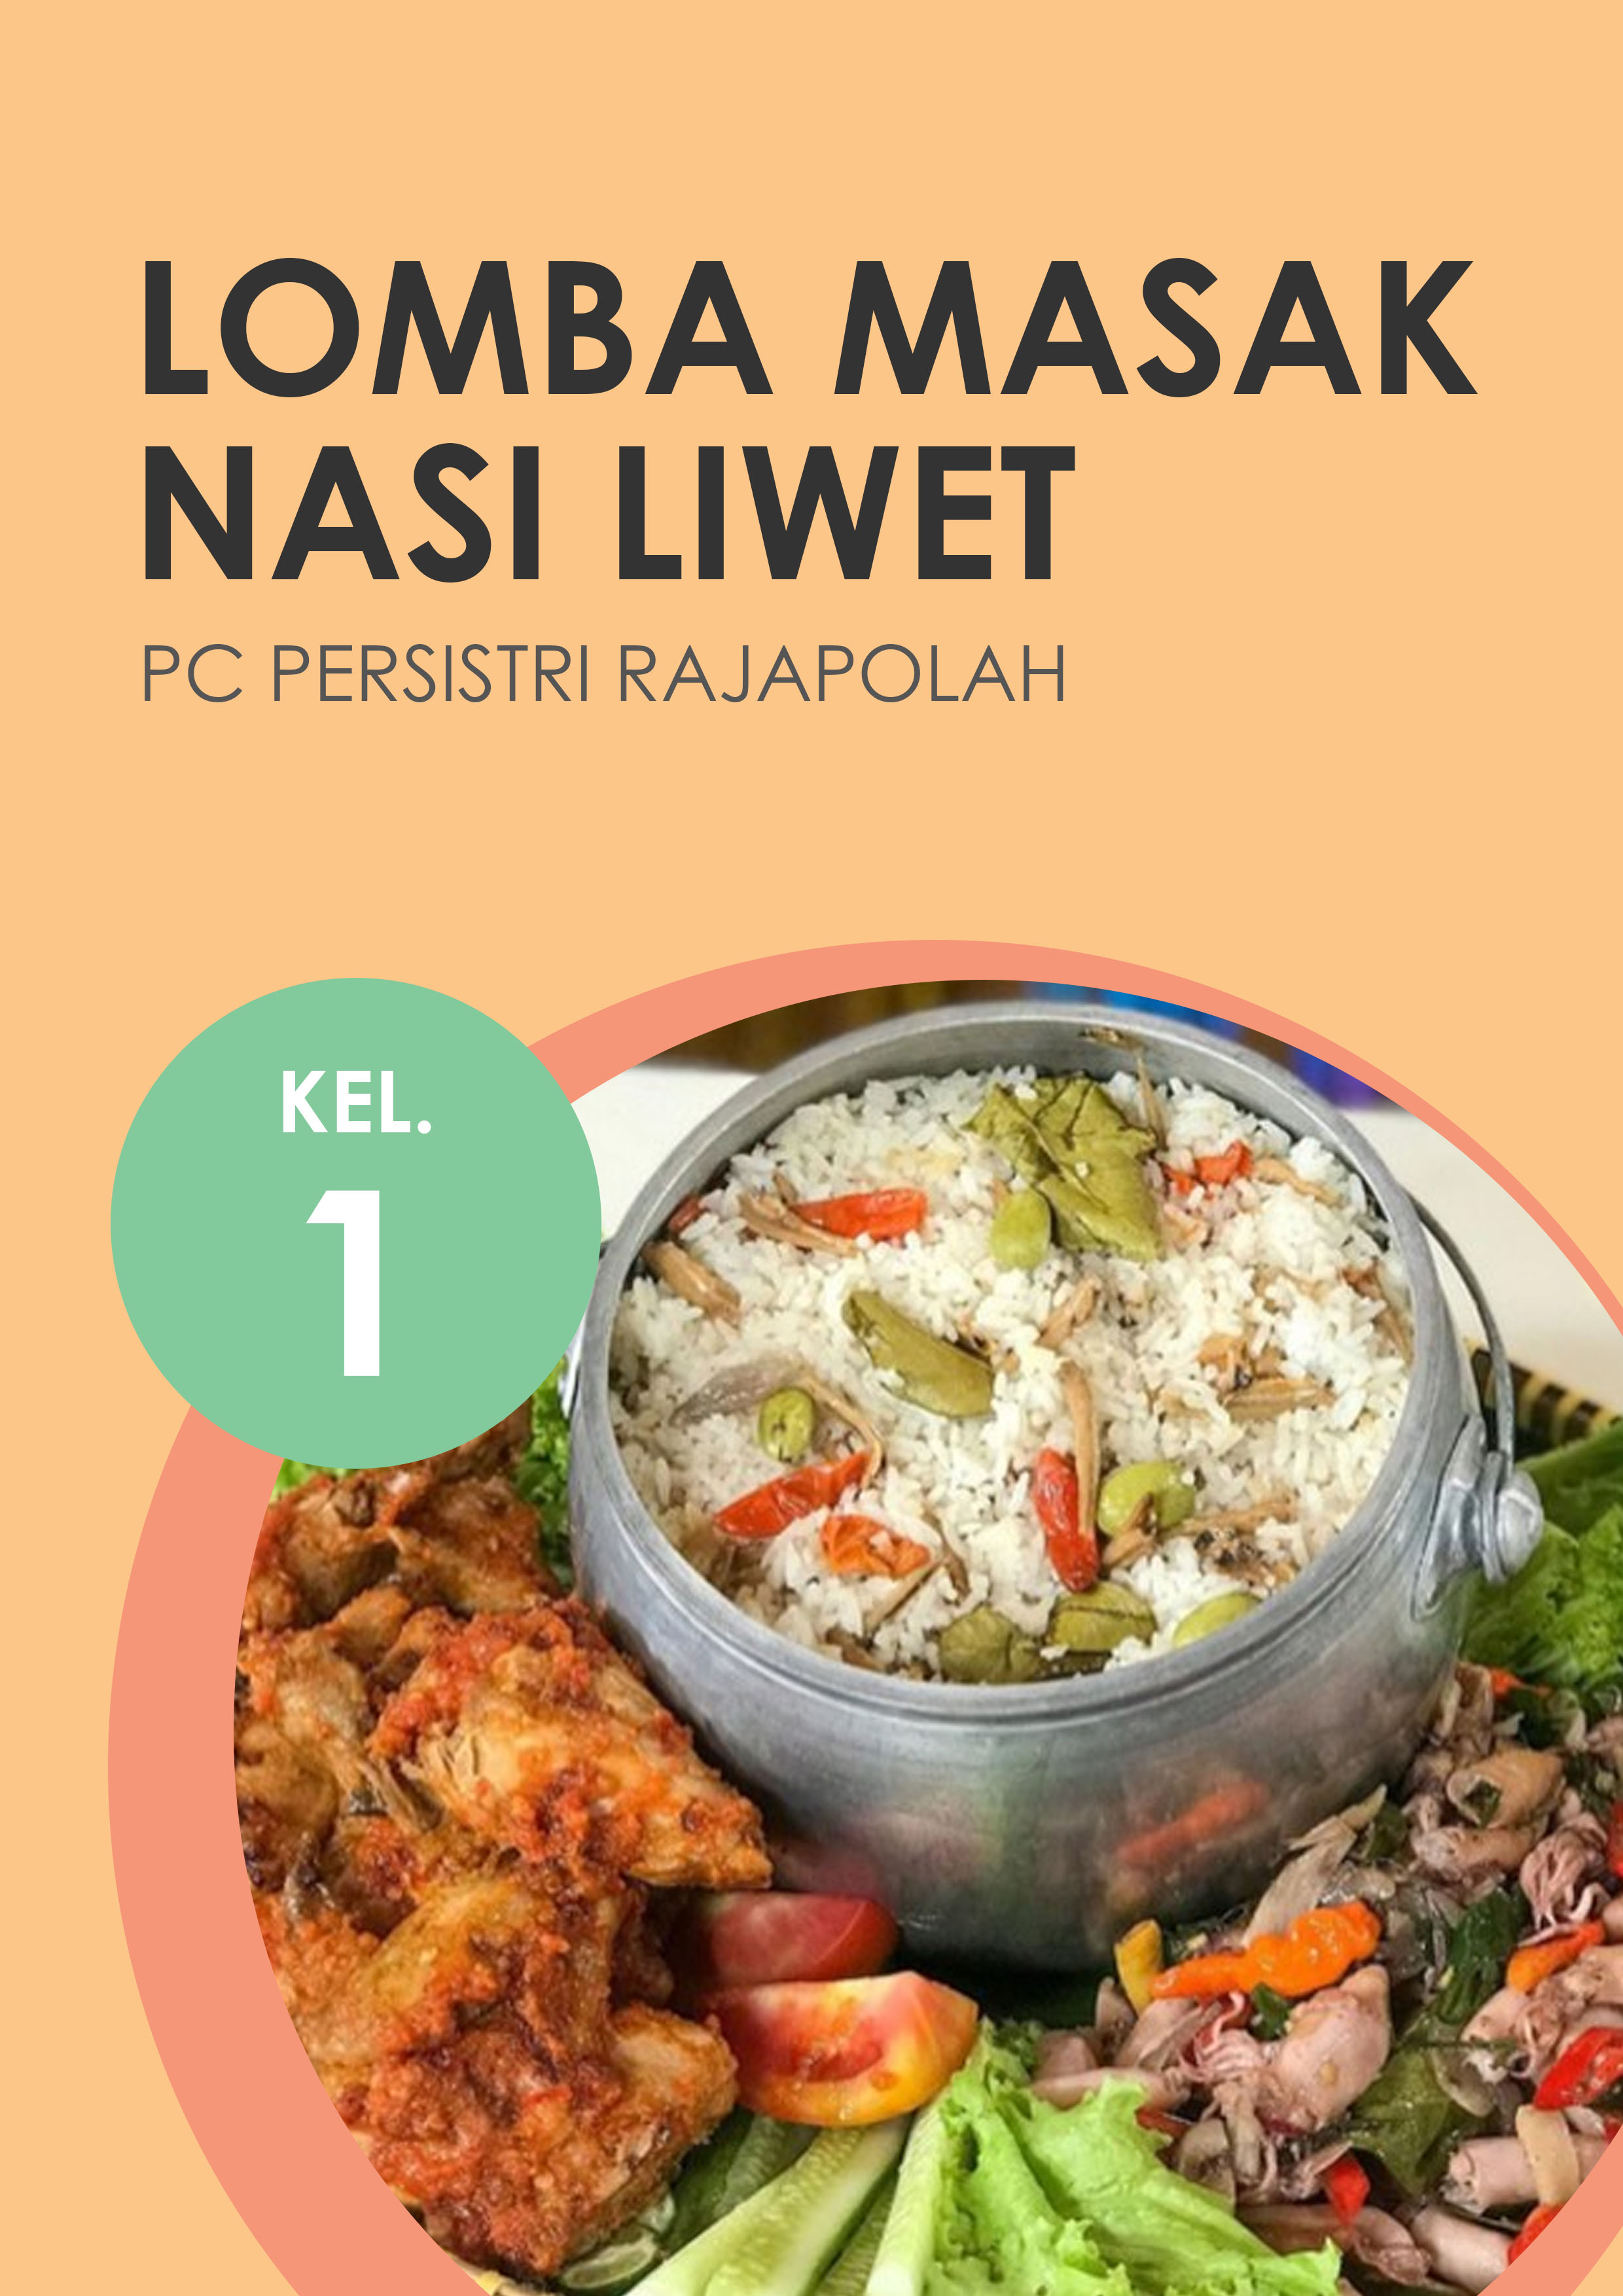 LOMBA MASAK
NASI LIWET
PC PERSISTRI RAJAPOLAH
KEL.
1